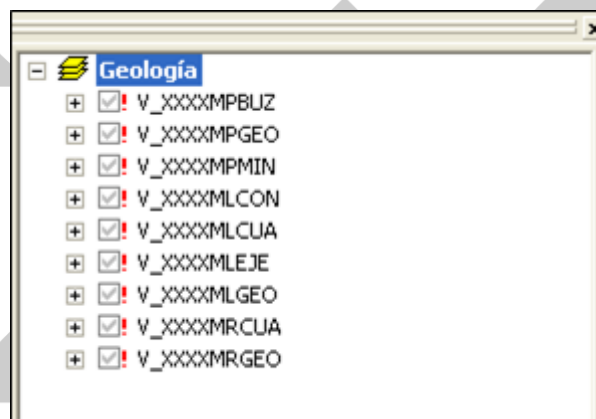 Geología
V_XXXXMPBUZ
V_XXXXMPGEO
V_XXXXMPMIN
V_XXXXMLCON
V_XXXXMLCUA
V_XXXXMLEJE
V_XXXXMLGEO
V_XXXXMRCUA
V_XXXXMRGEO